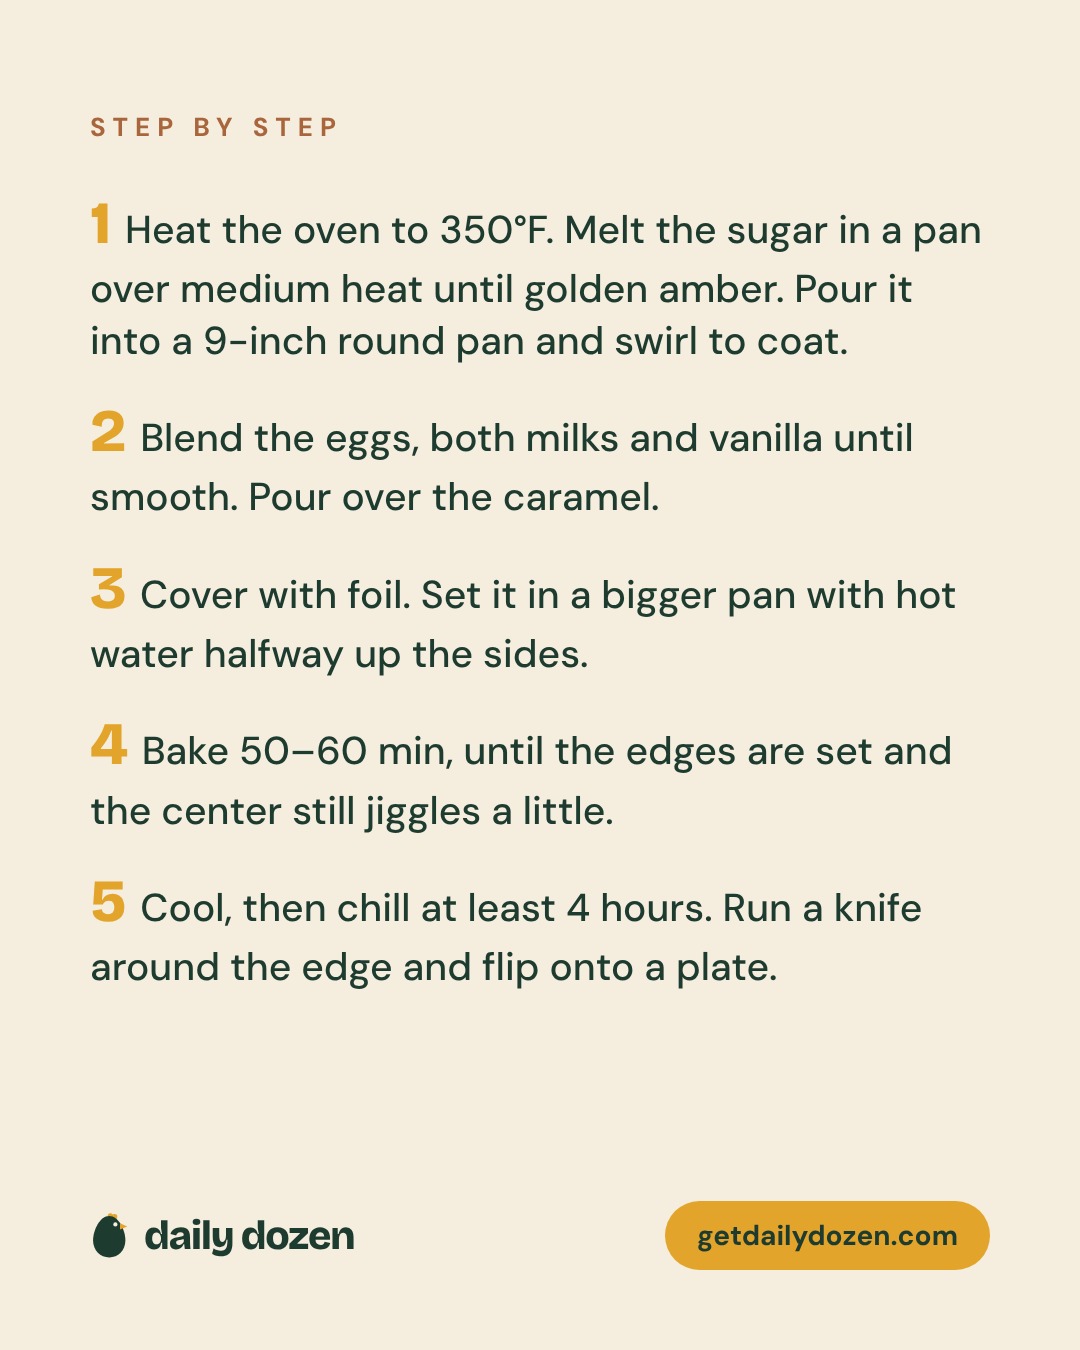 STEP BY STEP
1 Heat the oven to 350°F. Melt the sugar in a pan
over medium heat until golden amber. Pour it
into a 9-inch round pan and swirl to coat.
2 Blend the eggs, both milks and vanilla until
smooth. Pour over the caramel.
3 Cover with foil. Set it in a bigger pan with hot
water halfway up the sides.
4 Bake 50–60 min, until the edges are set and
the center still jiggles a little.
5 Cool, then chill at least 4 hours. Run a knife
around the edge and flip onto a plate.
daily dozen
getdailydozen.com